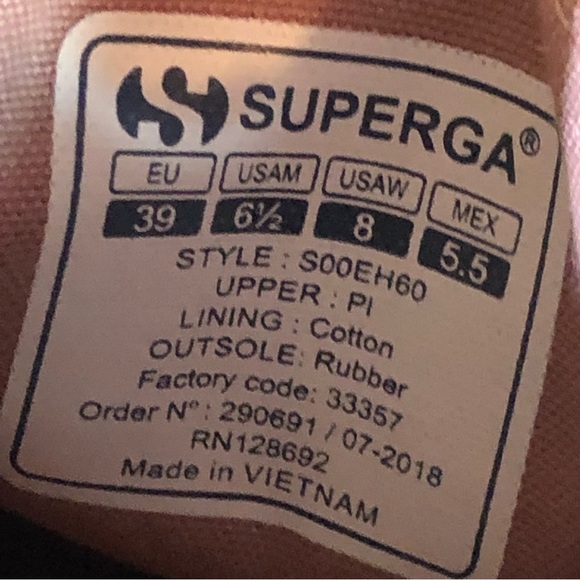 SUPERGA®
EU USAM USAW MEX
39 6½ 8 5.5
STYLE : S00EH60
UPPER : PI
LINING : Cotton
OUTSOLE: Rubber
Factory code: 33357
Order N°: 290691 / 07-2018
RN128692
Made in VIETNAM